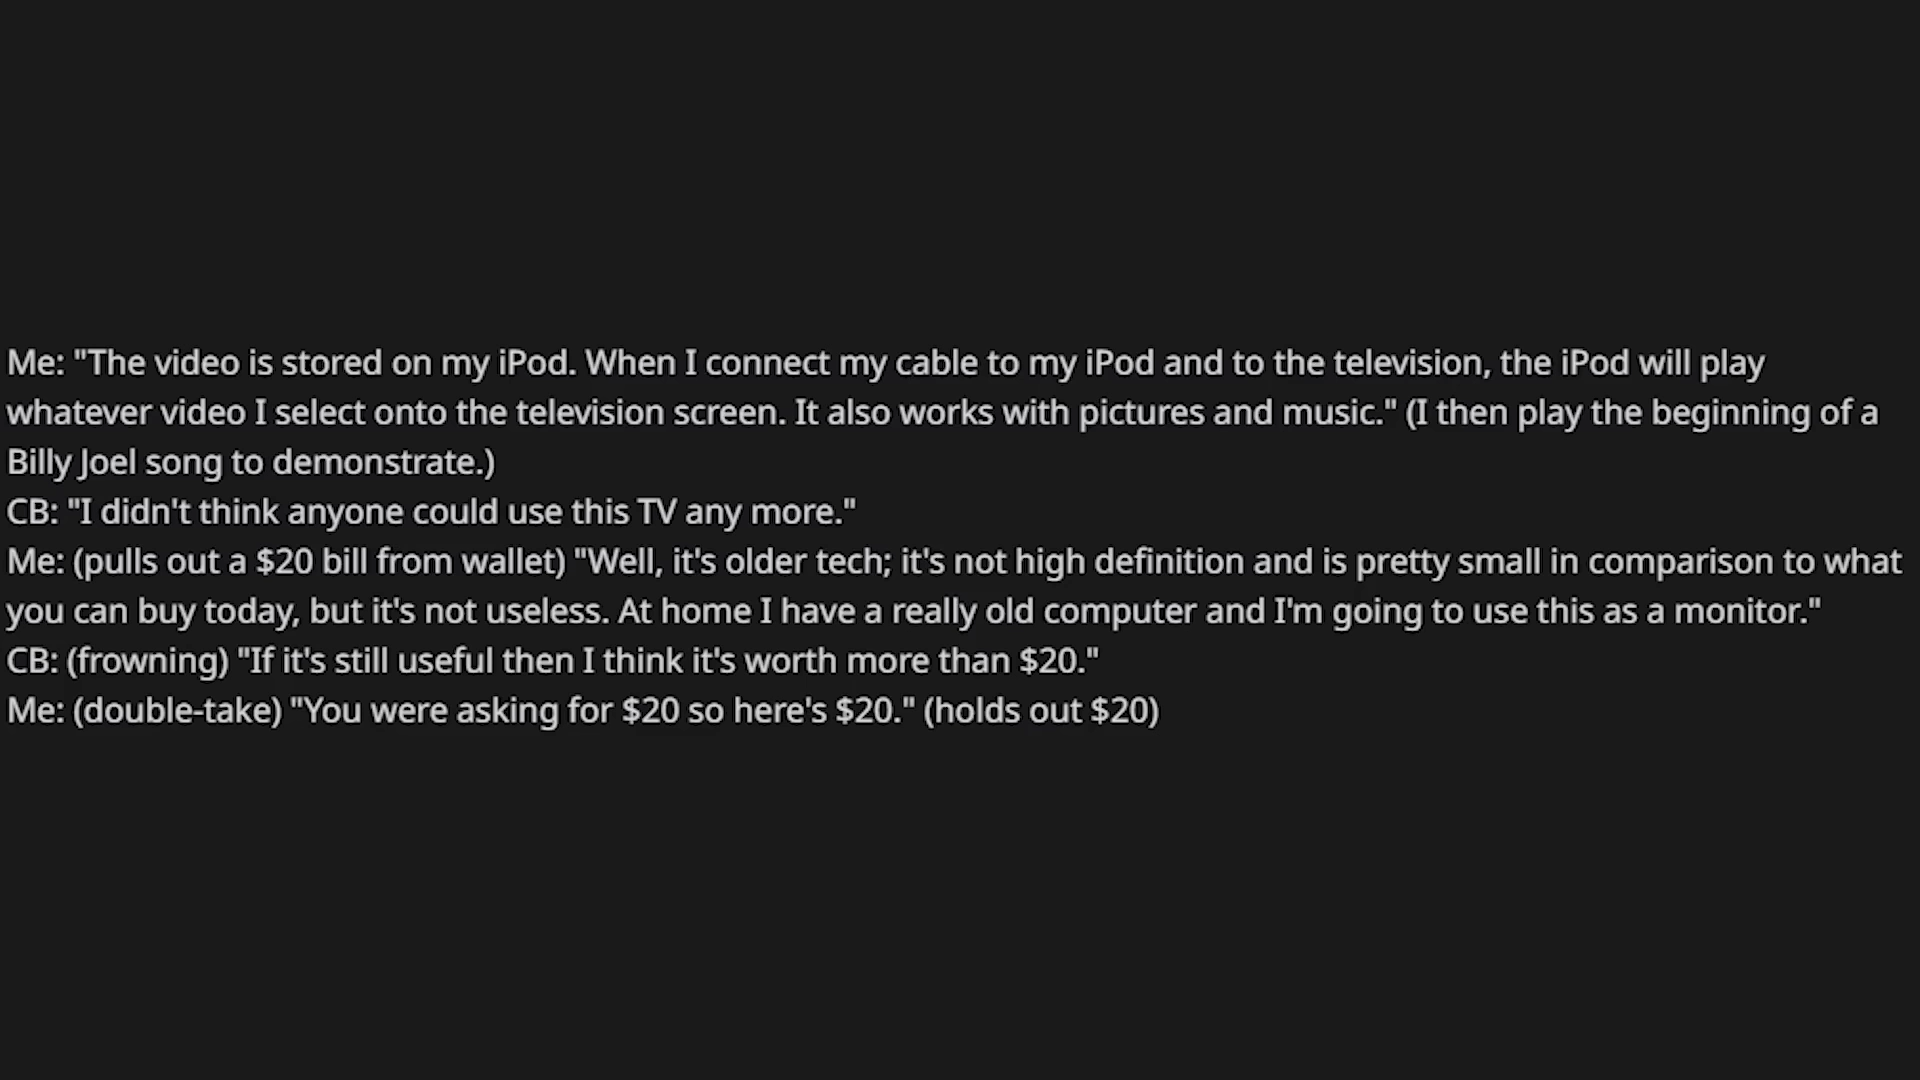 Me: "The video is stored on my iPod. When I connect my cable to my iPod and to the television, the iPod will play
whatever video I select onto the television screen. It also works with pictures and music." (I then play the beginning of a
Billy Joel song to demonstrate.)
CB: "I didn't think anyone could use this TV any more."
Me: (pulls out a $20 bill from wallet) "Well, it's older tech; it's not high definition and is pretty small in comparison to what
you can buy today, but it's not useless. At home I have a really old computer and I'm going to use this as a monitor."
CB: (frowning) "If it's still useful then I think it's worth more than $20."
Me: (double-take) "You were asking for $20 so here's $20." (holds out $20)